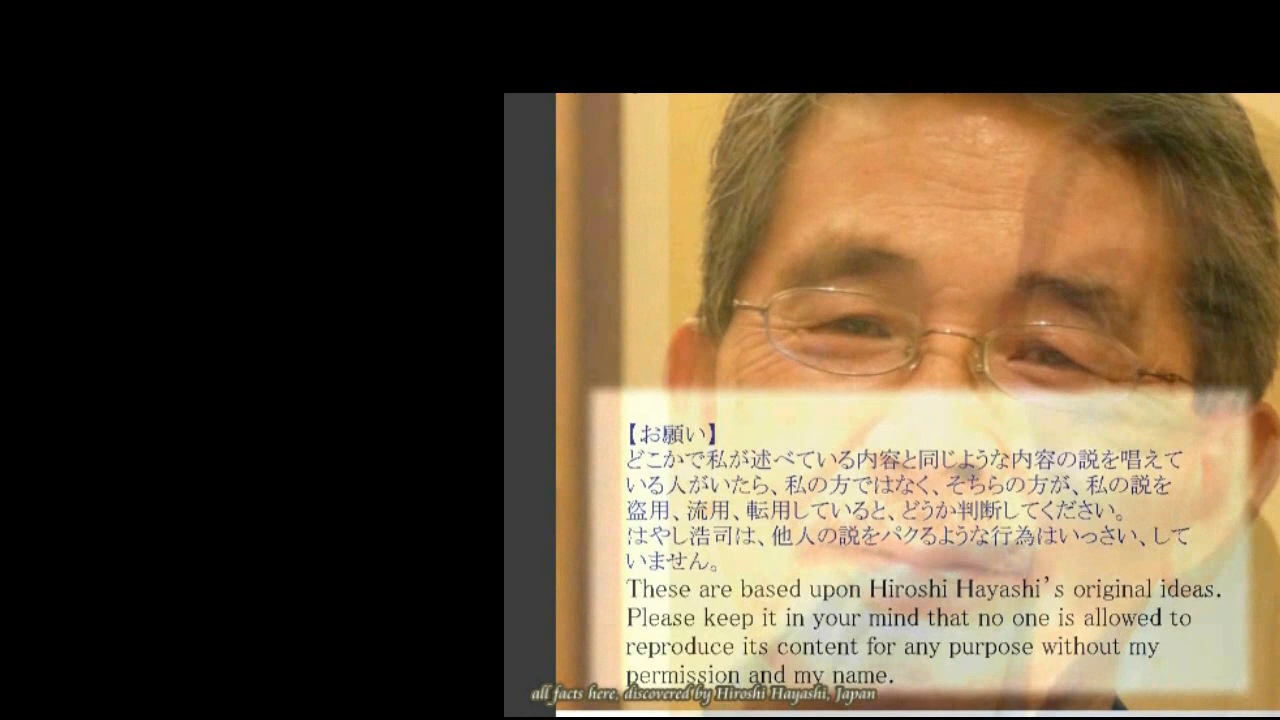 【お願い】
どこかで私が述べている内容と同じような内容の説を唱えて
いる人がいたら、私の方ではなく、そちらの方が、私の説を
盗用、流用、転用していると、どうか判断してください。
はやし浩司は、他人の説をパクるような行為はいっさい、して
いません。
These are based upon Hiroshi Hayashi’s original ideas.
Please keep it in your mind that no one is allowed to
reproduce its content for any purpose without my
permission and my name.
all facts here, discovered by Hiroshi Hayashi, Japan